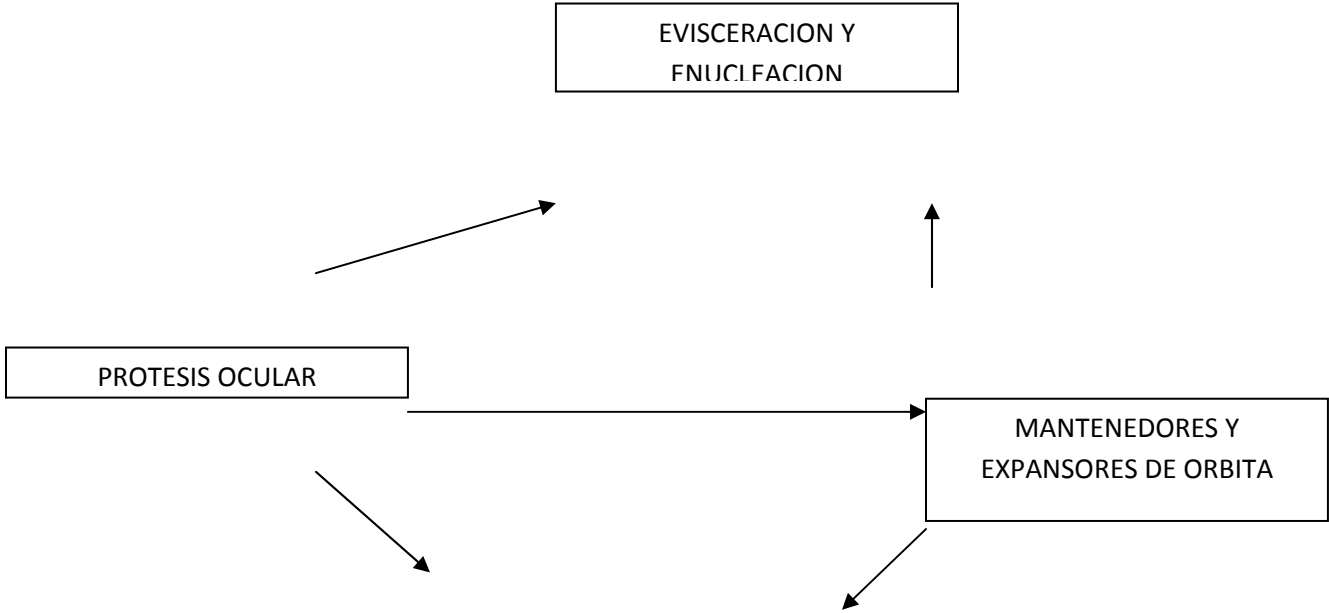 EVISCERACION Y
ENUCLEACION
PROTESIS OCULAR
MANTENEDORES Y
EXPANSORES DE ORBITA